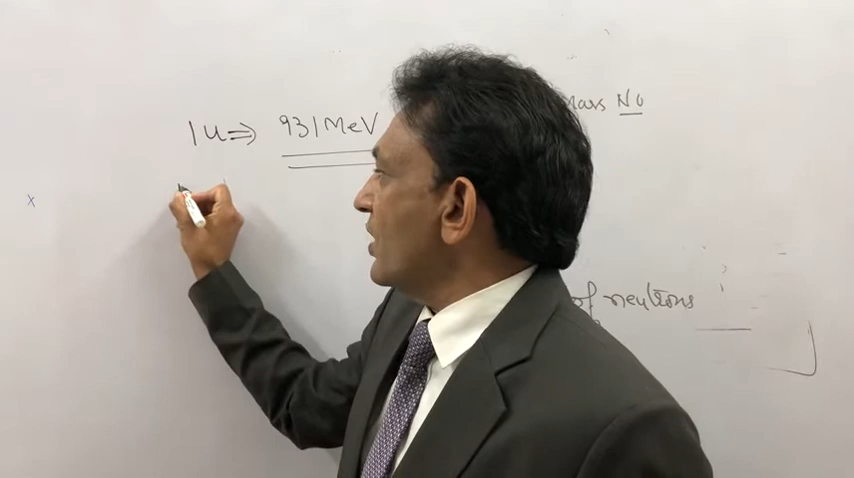 1U ⇒ 931 MeV
Mass No
of neutrons
x